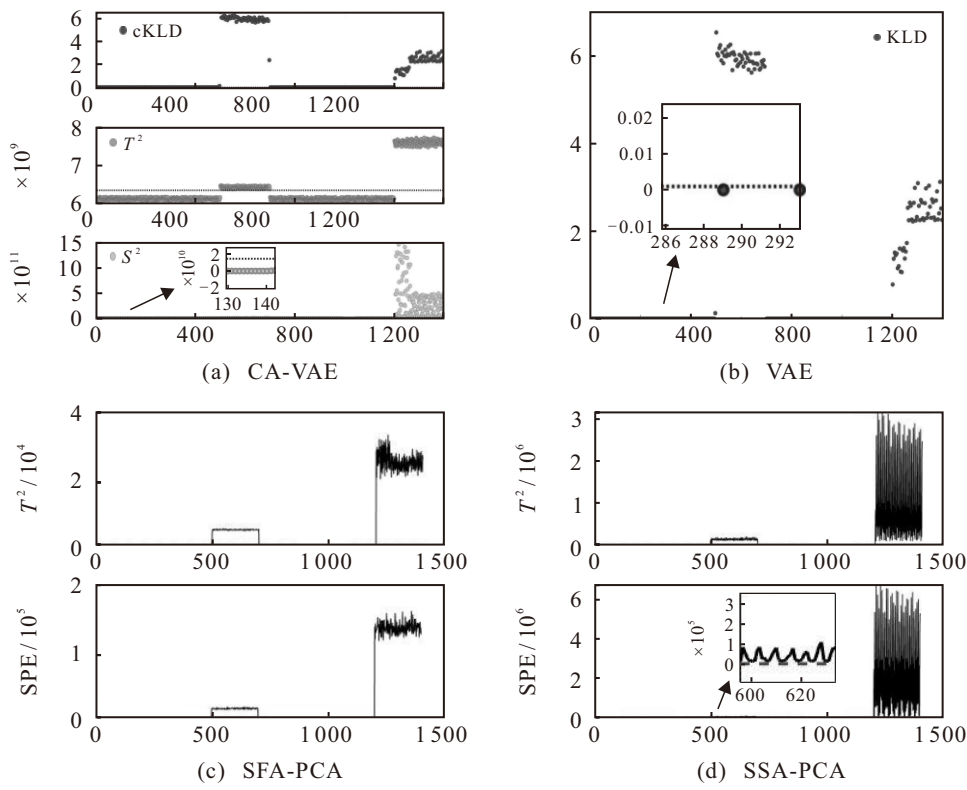 6
4
2
0
cKLD
0 400 800 1 200
×10⁹
8
7
6
T²
0 400 800 1 200
×10¹¹
15
10
5
0
S²
×10¹⁰
2
0
−2
130 140
0 400 800 1 200
(a) CA-VAE
6
4
2
0
KLD
0.02
0.01
0
−0.01
286 288 290 292
0 400 800 1 200
(b) VAE
T²/10⁴
4
2
0
0 500 1 000 1 500
SPE/10⁵
2
1
0
0 500 1 000 1 500
(c) SFA-PCA
T²/10⁶
3
2
1
0
0 500 1 000 1 500
SPE/10⁶
6
4
2
0
×10⁵
3
2
1
0
600 620
0 500 1 000 1 500
(d) SSA-PCA